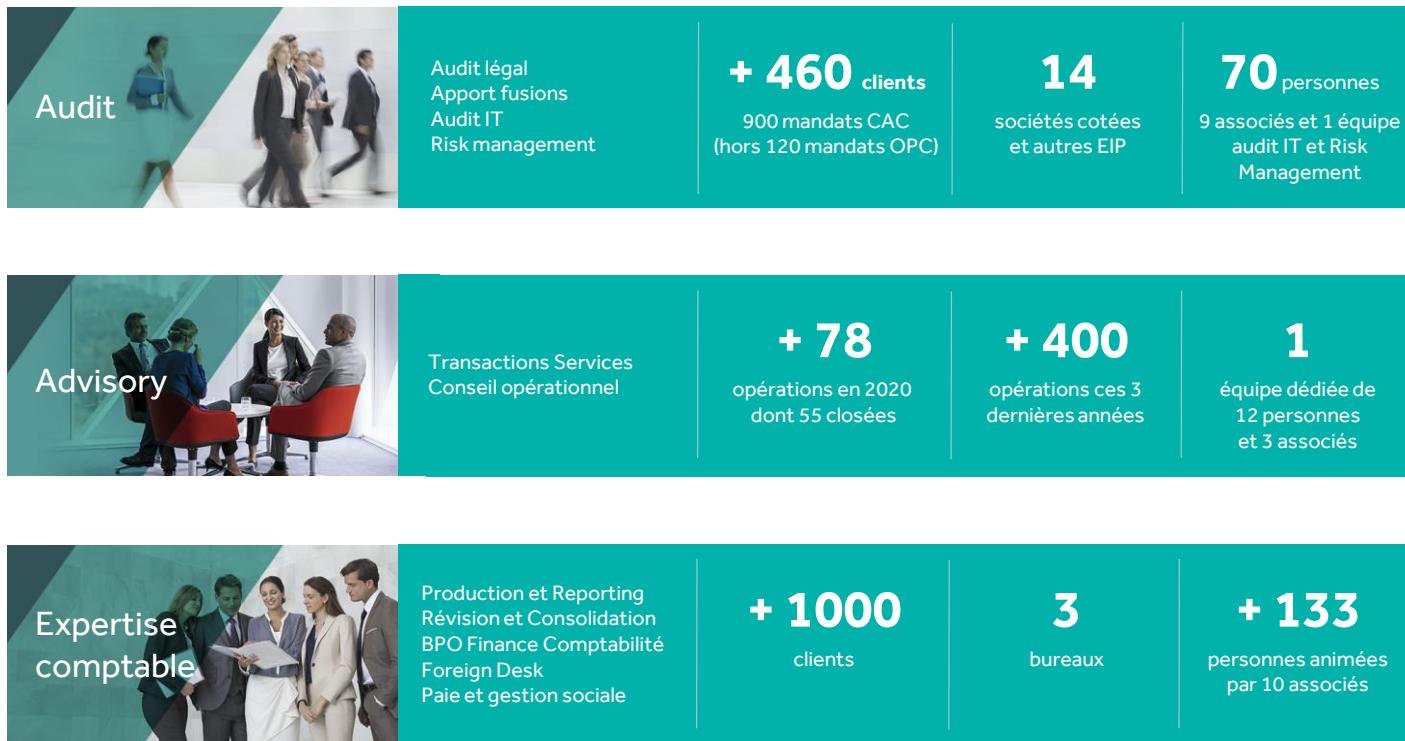 Audit
Audit légal
Apport fusions
Audit IT
Risk management
+ 460 clients
900 mandats CAC
(hors 120 mandats OPC)
14
sociétés cotées
et autres EIP
70 personnes
9 associés et 1 équipe
audit IT et Risk
Management
Advisory
Transactions Services
Conseil opérationnel
+ 78
opérations en 2020
dont 55 closées
+ 400
opérations ces 3
dernières années
1
équipe dédiée de
12 personnes
et 3 associés
Expertise
comptable
Production et Reporting
Révision et Consolidation
BPO Finance Comptabilité
Foreign Desk
Paie et gestion sociale
+ 1000
clients
3
bureaux
+ 133
personnes animées
par 10 associés